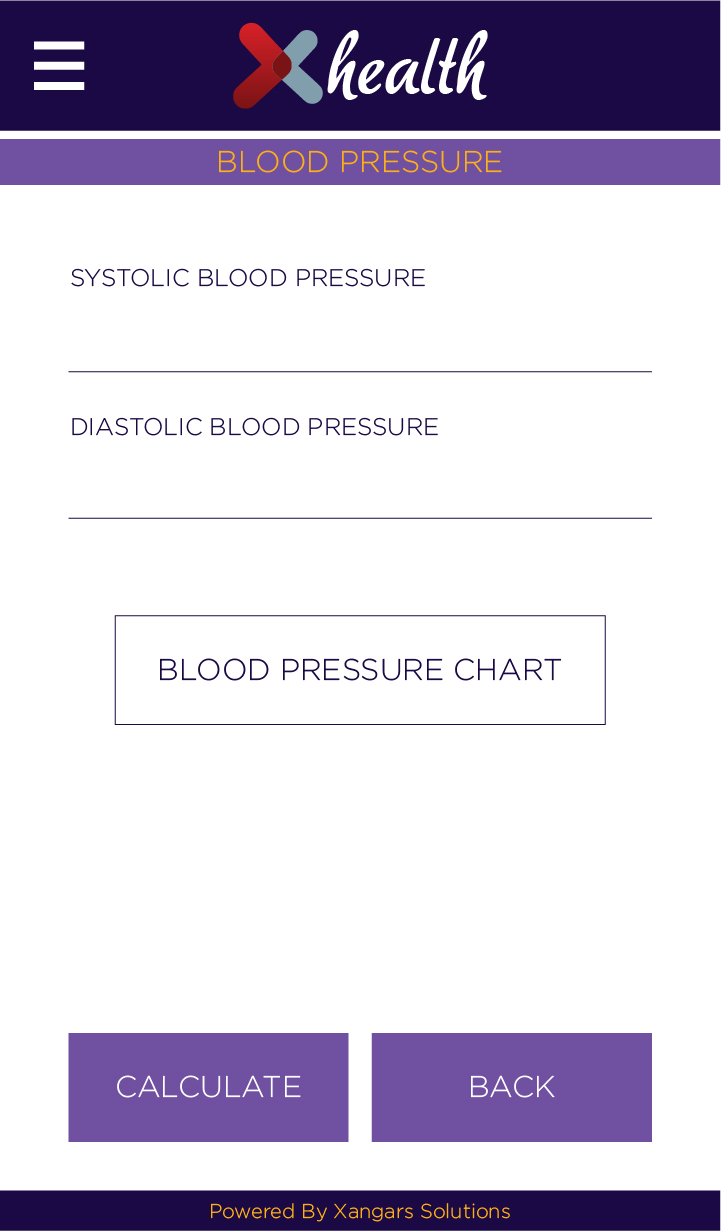 health
BLOOD PRESSURE
SYSTOLIC BLOOD PRESSURE
DIASTOLIC BLOOD PRESSURE
BLOOD PRESSURE CHART
CALCULATE
BACK
Powered By Xangars Solutions